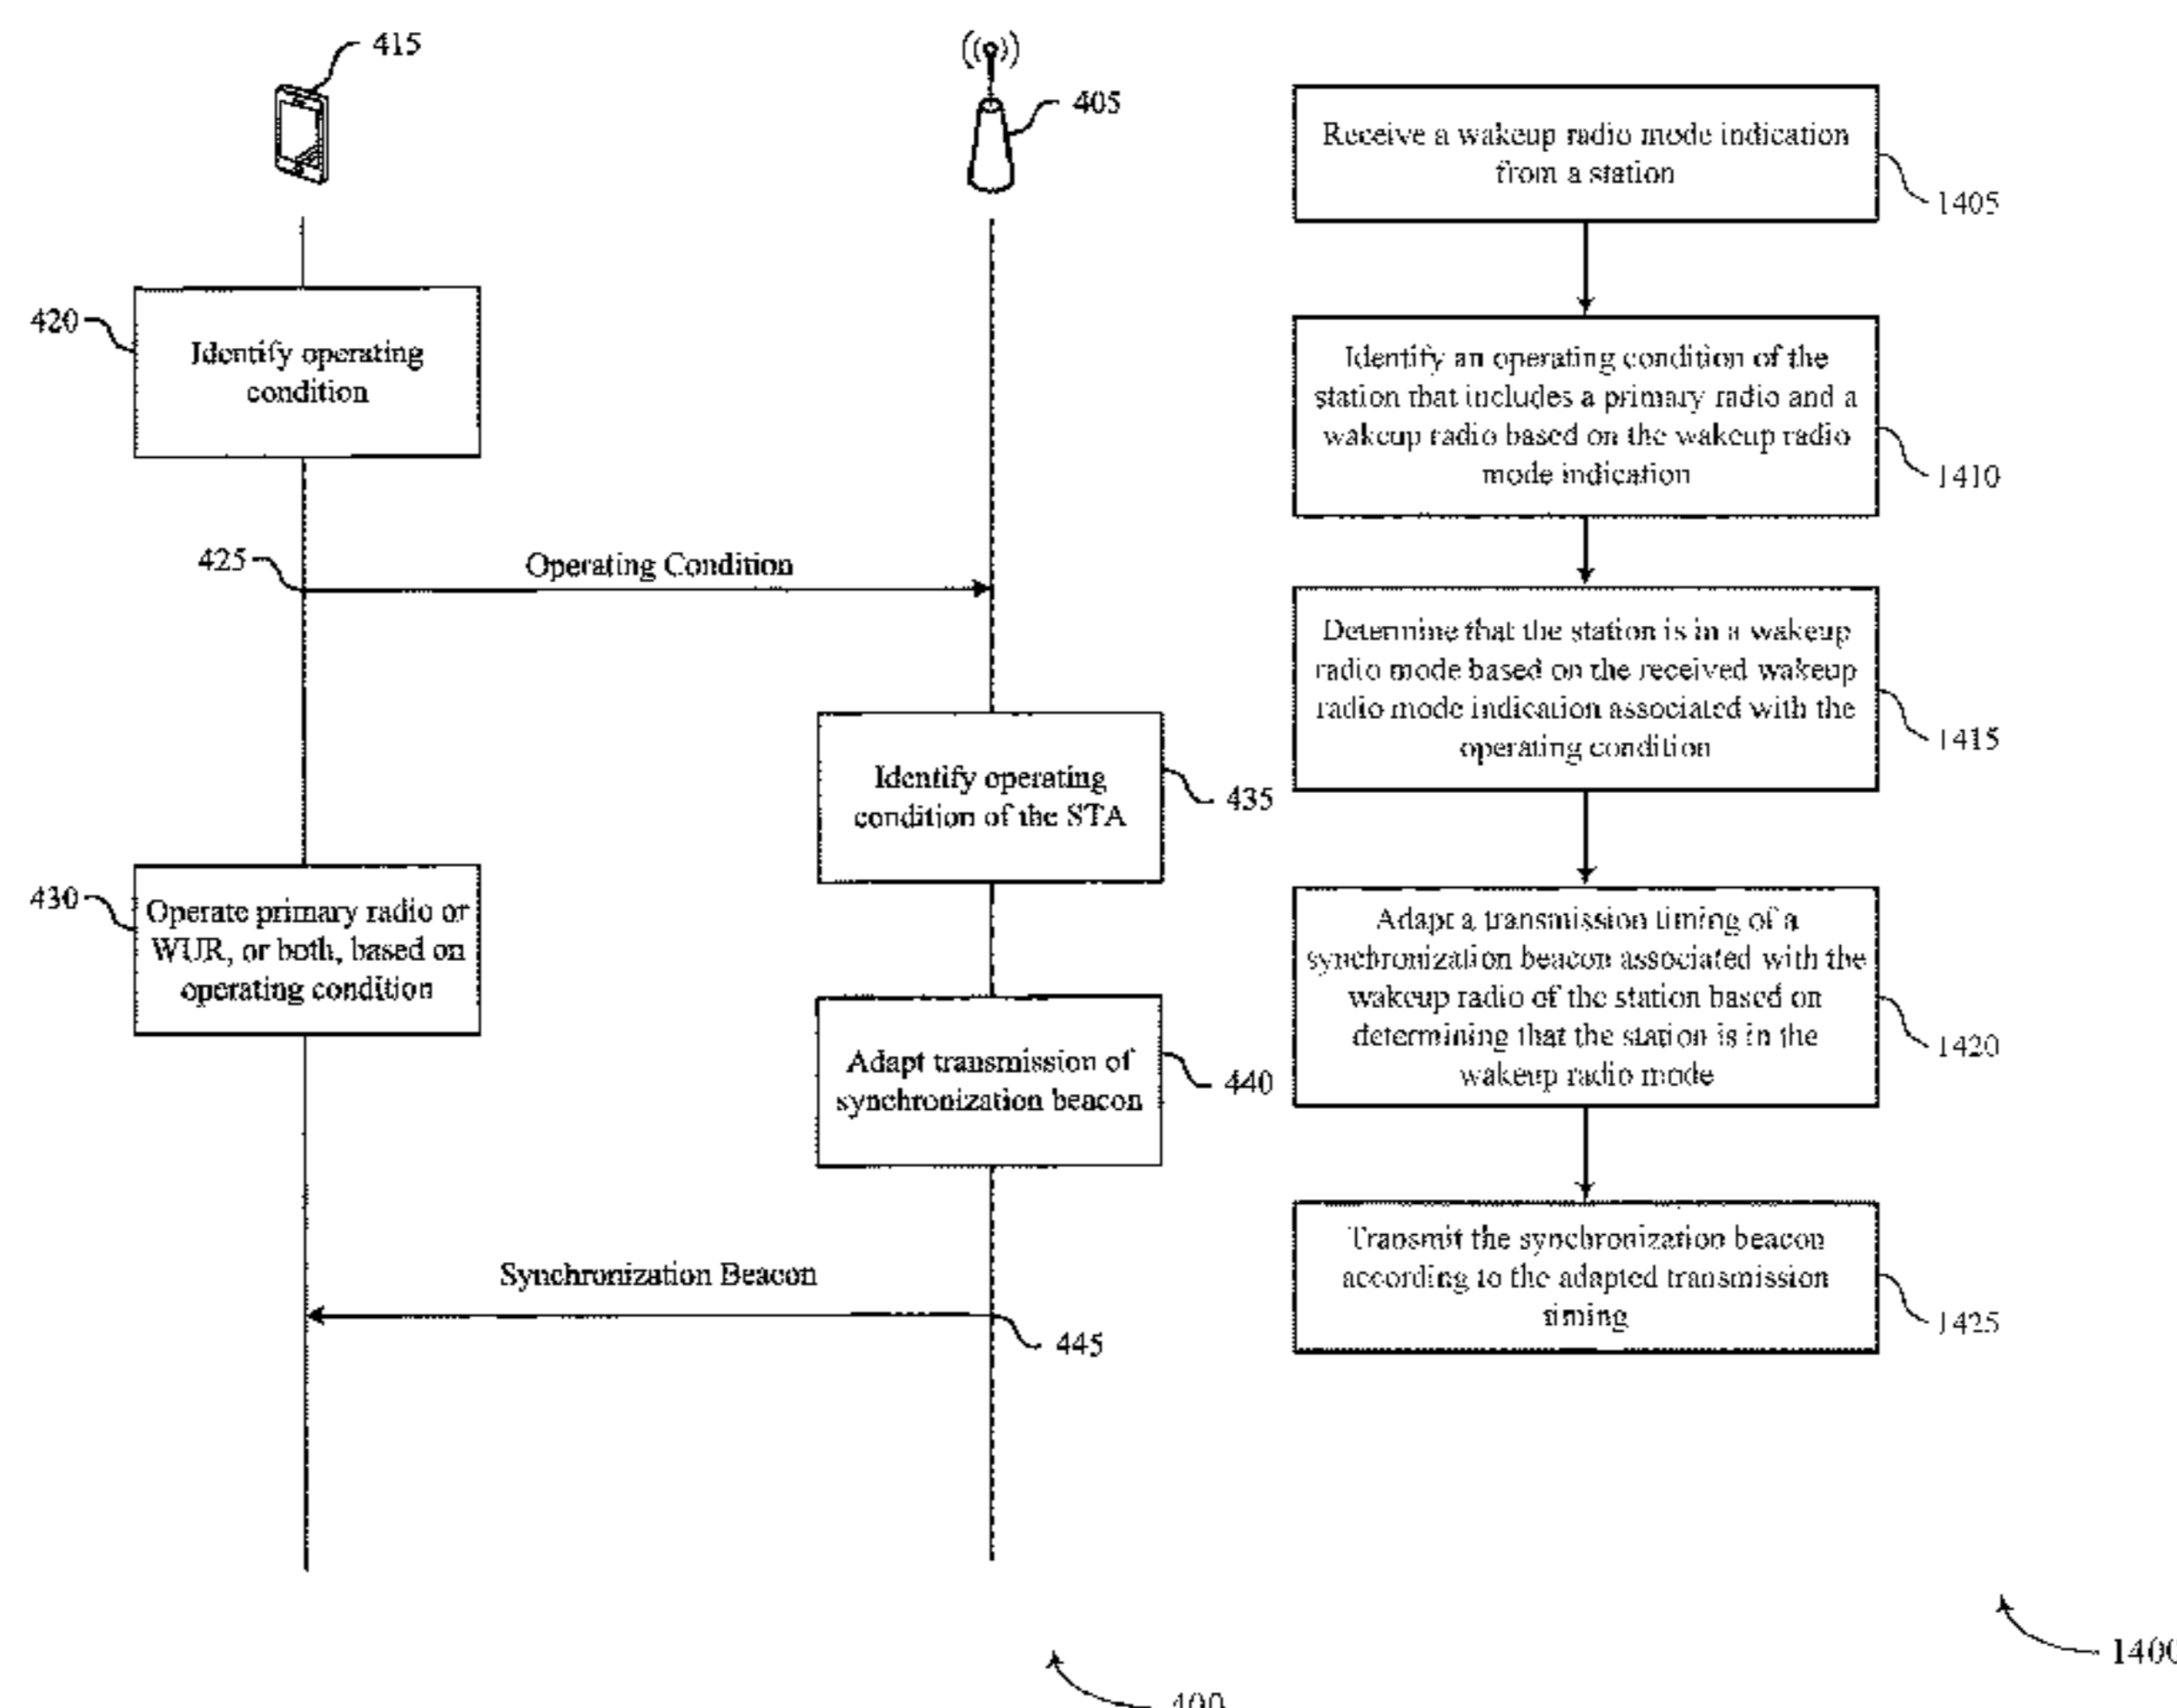 415
405
420
Identify operating
condition
425
Operating Condition
Identify operating
condition of the STA
435
430
Operate primary radio or
WUR, or both, based on
operating condition
Adapt transmission of
synchronization beacon
440
Synchronization Beacon
445
400
Receive a wakeup radio mode indication
from a station
1405
Identify an operating condition of the
station that includes a primary radio and a
wakeup radio based on the wakeup radio
mode indication
1410
Determine that the station is in a wakeup
radio mode based on the received wakeup
radio mode indication associated with the
operating condition
1415
Adapt a transmission timing of a
synchronization beacon associated with the
wakeup radio of the station based on
determining that the station is in the
wakeup radio mode
1420
Transmit the synchronization beacon
according to the adapted transmission
timing
1425
1400